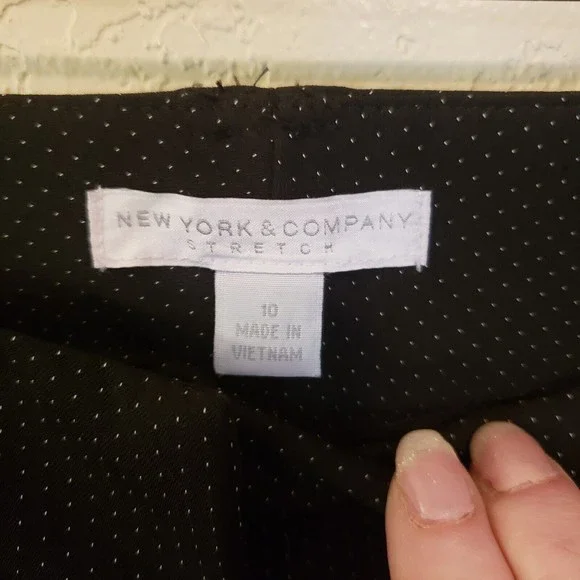 NEW YORK & COMPANY
STRETCH
10
MADE IN
VIETNAM